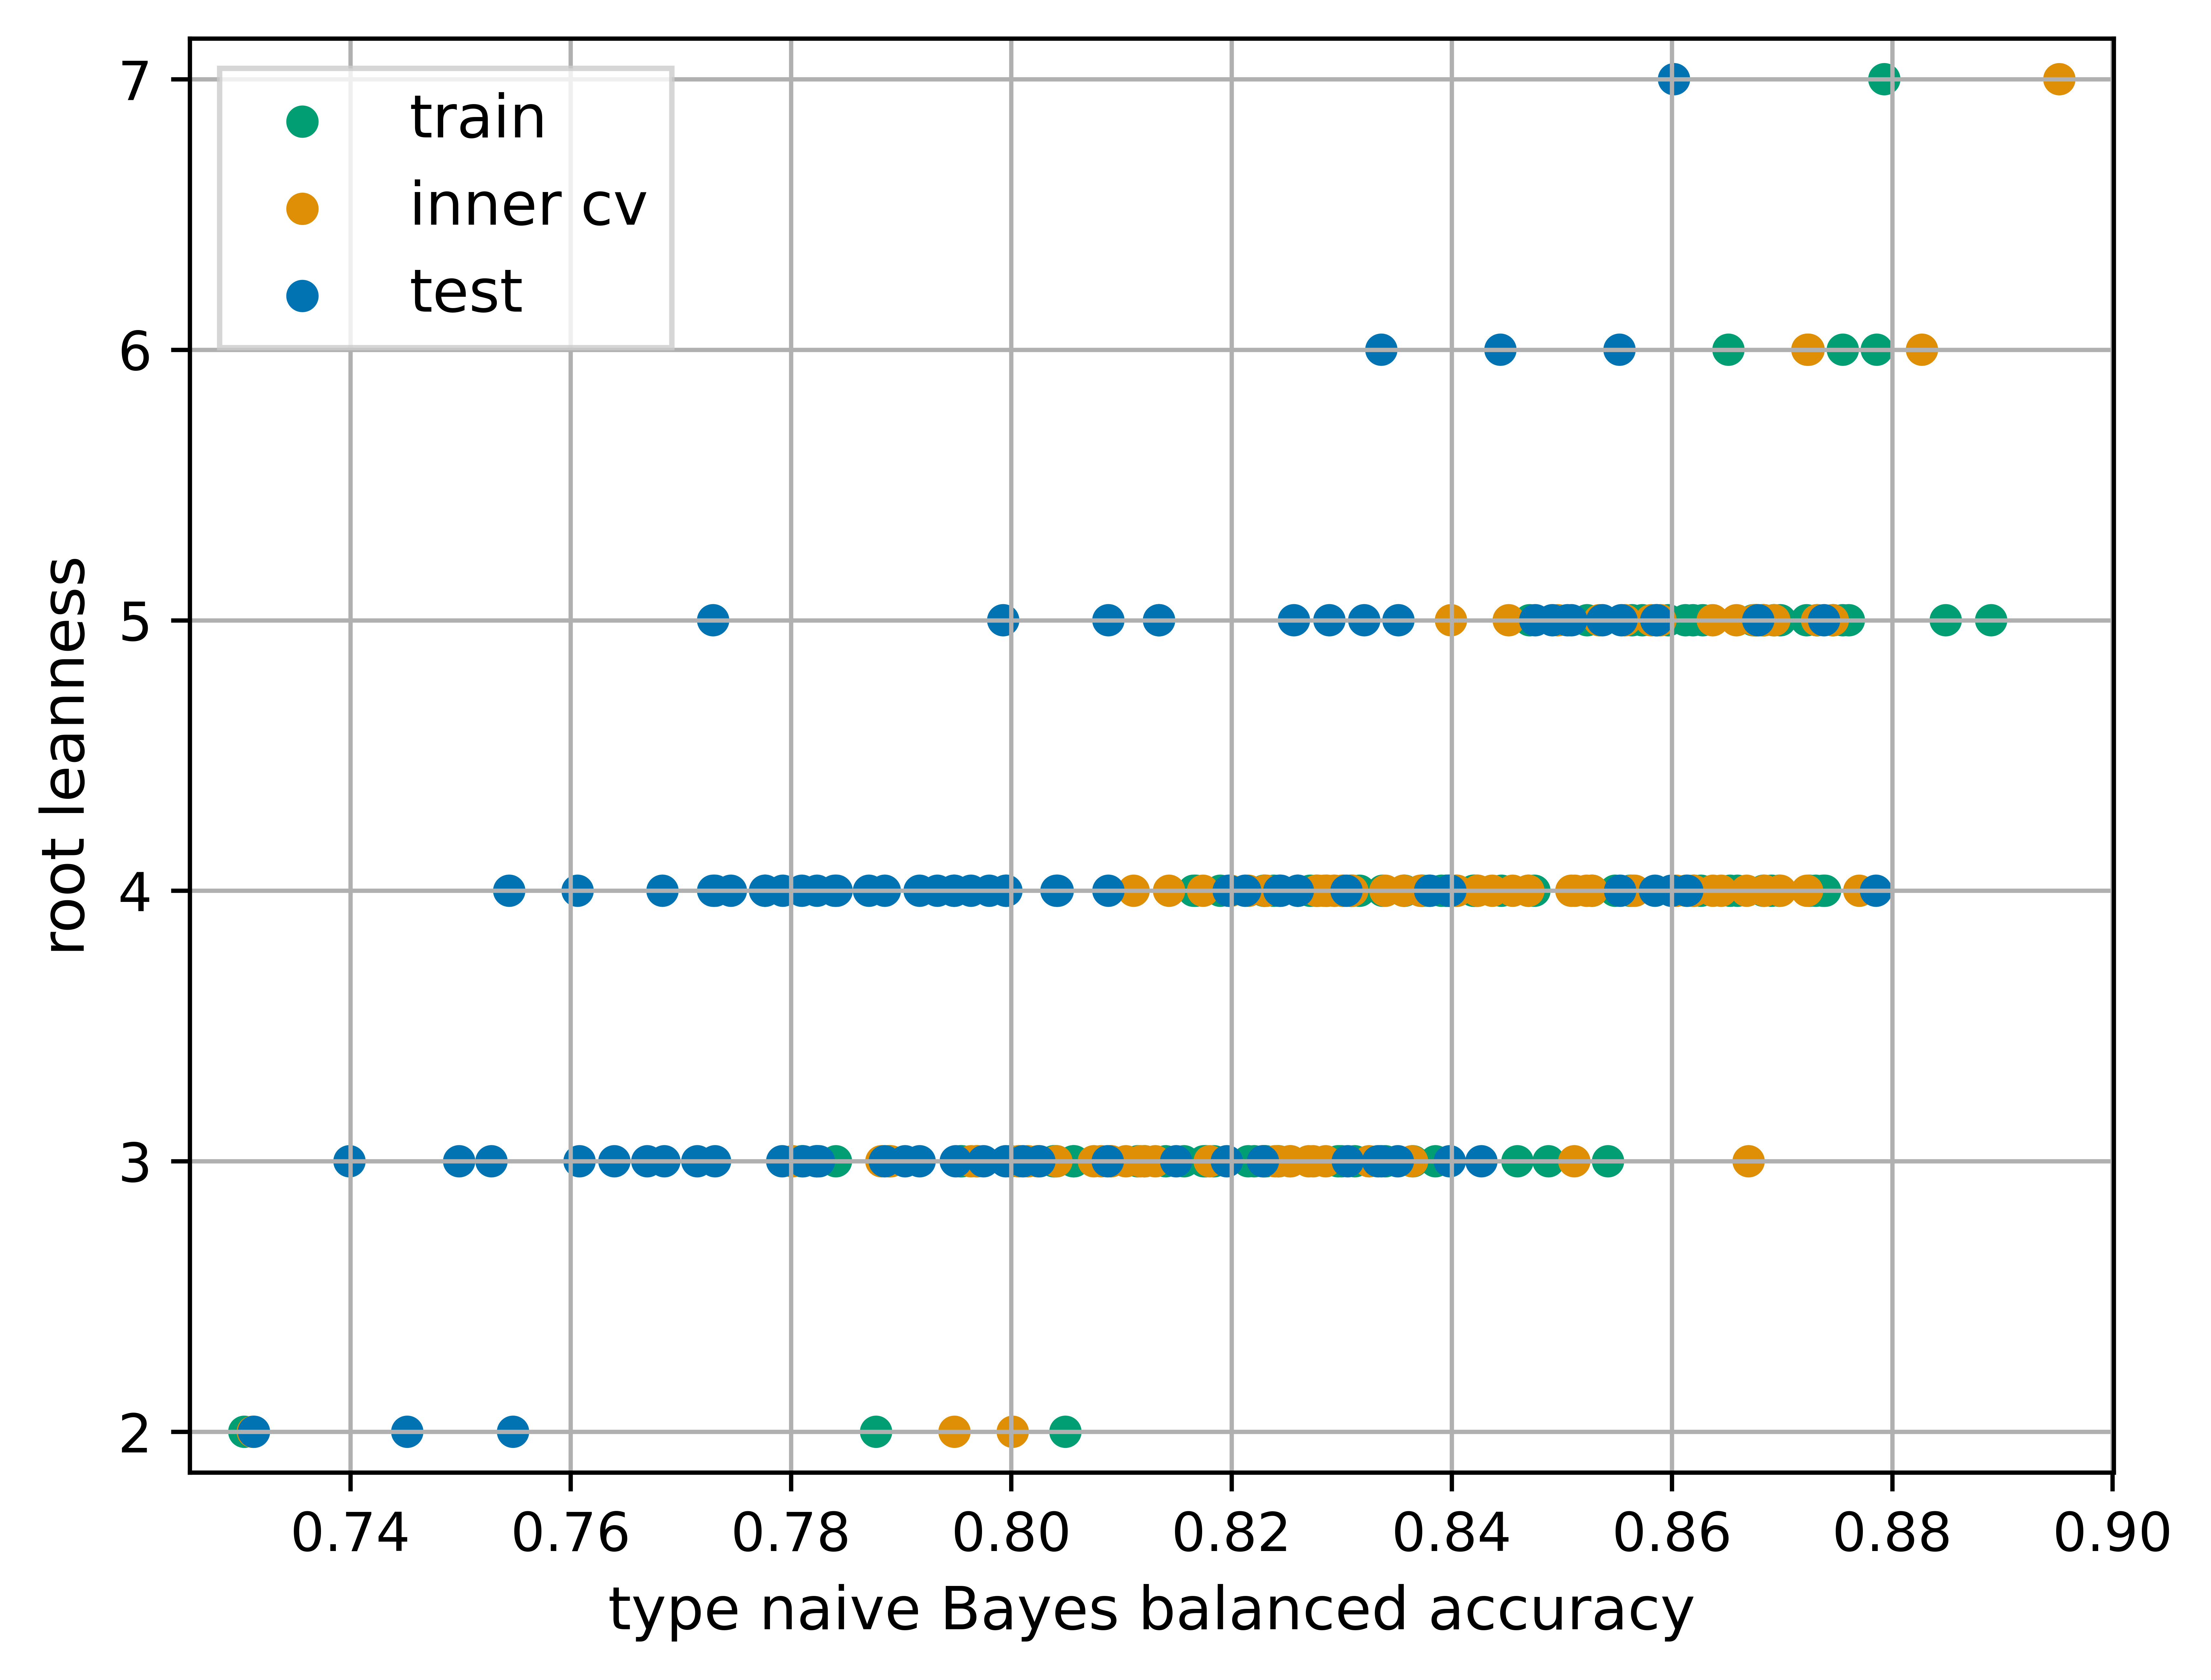 7
6
5
4
3
2
root leanness
train
inner cv
test
0.74 0.76 0.78 0.80 0.82 0.84 0.86 0.88 0.90
type naive Bayes balanced accuracy